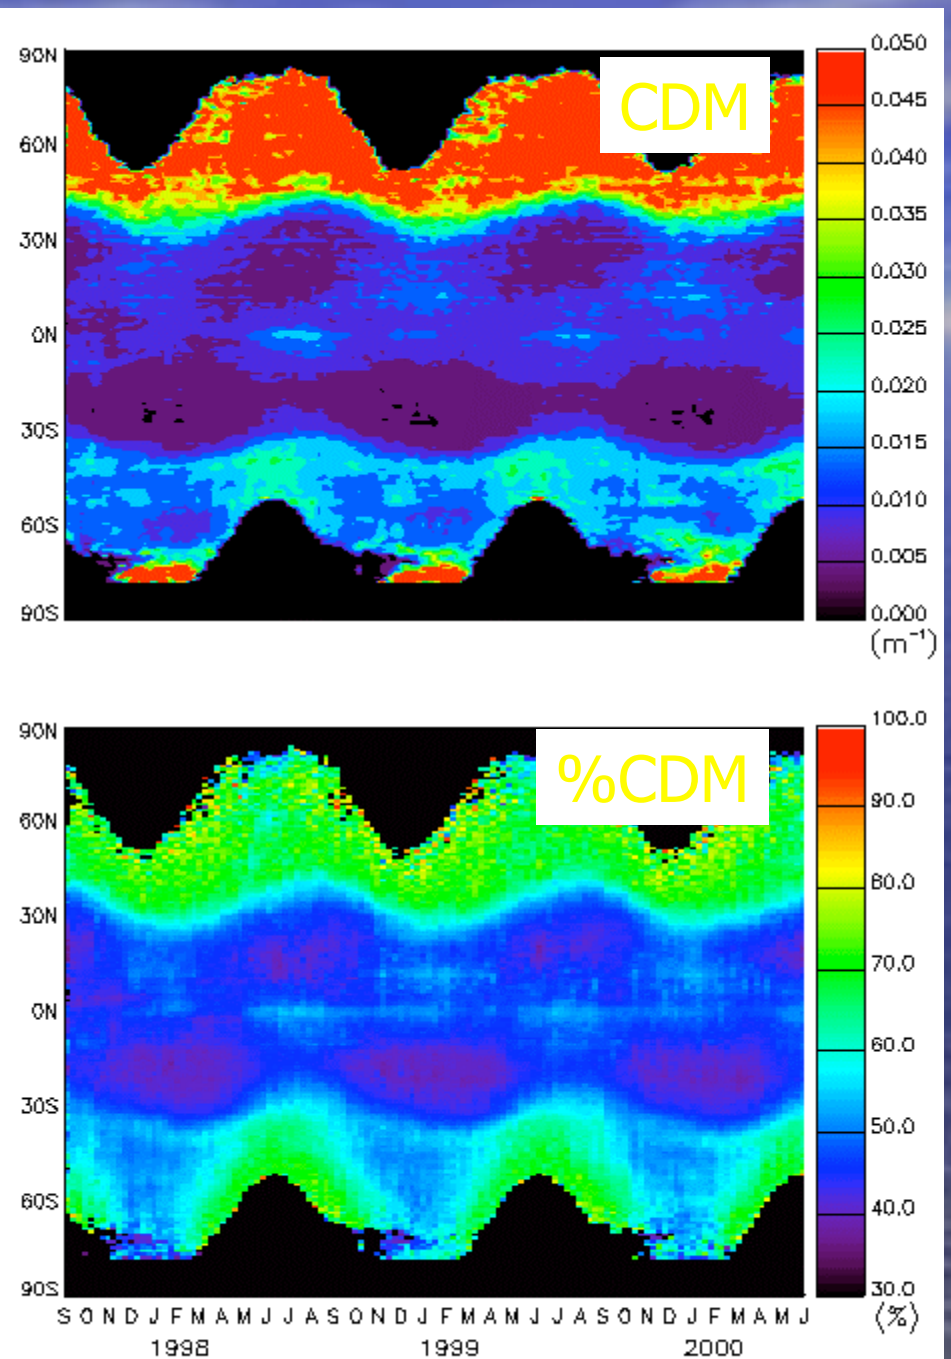 CDM
90N
60N
30N
0N
30S
60S
90S
0.050
0.045
0.040
0.035
0.030
0.025
0.020
0.015
0.010
0.005
0.000
(m⁻¹)
%CDM
90N
60N
30N
0N
30S
60S
90S
100.0
90.0
80.0
70.0
60.0
50.0
40.0
30.0
(%)
S O N D J F M A M J J A S O N D J F M A M J J A S O N D J F M A M J
1998 1999 2000